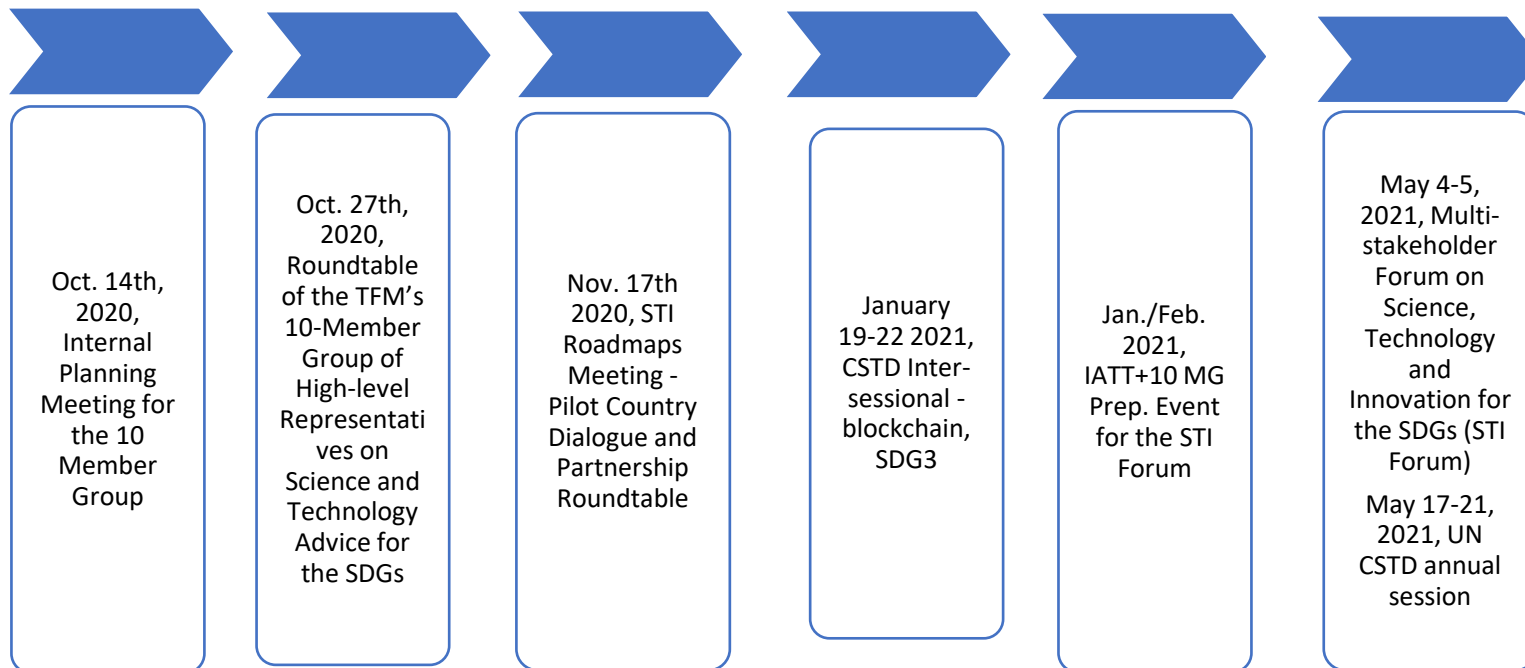 Oct. 14th,
2020,
Internal
Planning
Meeting for
the 10
Member
Group
Oct. 27th,
2020,
Roundtable
of the TFM’s
10-Member
Group of
High-level
Representati
ves on
Science and
Technology
Advice for
the SDGs
Nov. 17th
2020, STI
Roadmaps
Meeting -
Pilot Country
Dialogue and
Partnership
Roundtable
January
19-22 2021,
CSTD Inter-
sessional -
blockchain,
SDG3
Jan./Feb.
2021,
IATT+10 MG
Prep. Event
for the STI
Forum
May 4-5,
2021, Multi-
stakeholder
Forum on
Science,
Technology
and
Innovation for
the SDGs (STI
Forum)
May 17-21,
2021, UN
CSTD annual
session